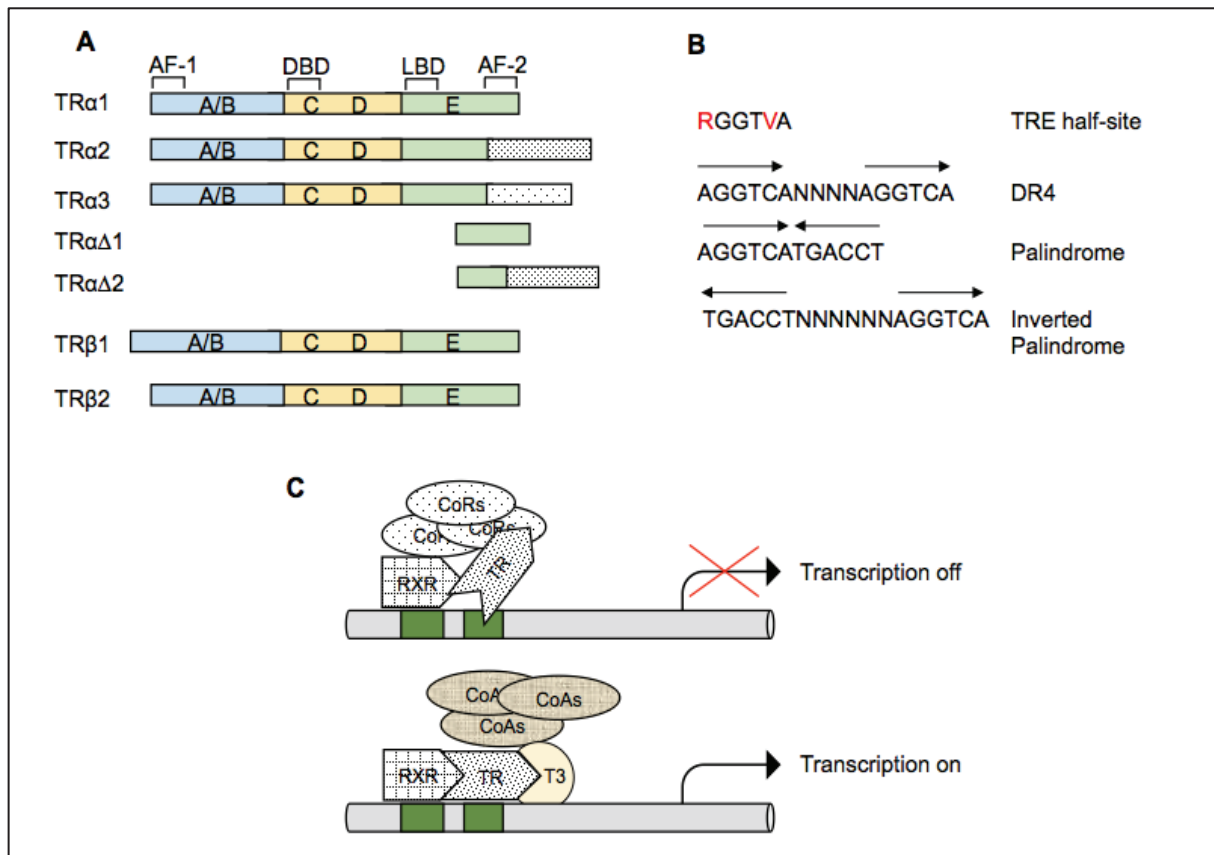 A
AF-1 DBD LBD AF-2
TRα1 A/B C D E
TRα2 A/B C D
TRα3 A/B C D
TRαΔ1
TRαΔ2
TRβ1 A/B C D E
TRβ2 A/B C D E
B
RGGTVA TRE half-site
AGGTCANNNNAGGTCA DR4
AGGTCATGACCT Palindrome
TGACCTNNNNNNAGGTCA Inverted
Palindrome
C
CoRs
CoRs
RXR TR
Transcription off
CoAs
CoAs
RXR TR T3
Transcription on